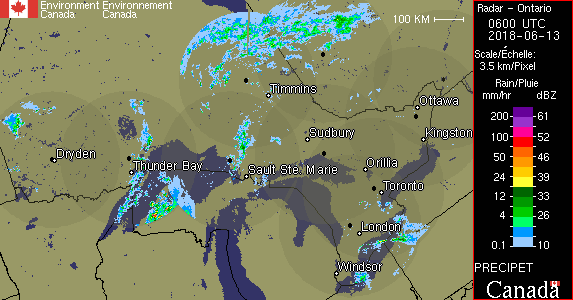 Environment Environnement
Canada Canada
100 KM
Timmins
Ottawa
Sudbury
Kingston
Dryden
Thunder Bay
Sault Ste. Marie
Orillia
Toronto
London
Windsor
Radar - Ontario
0600 UTC
2018-06-13
Scale/Échelle:
3.5 km/Pixel
Rain/Pluie
mm/hr dBZ
200 61
100 52
50 46
24 39
12 33
4 26
0.1 10
PRECIPET
Canada